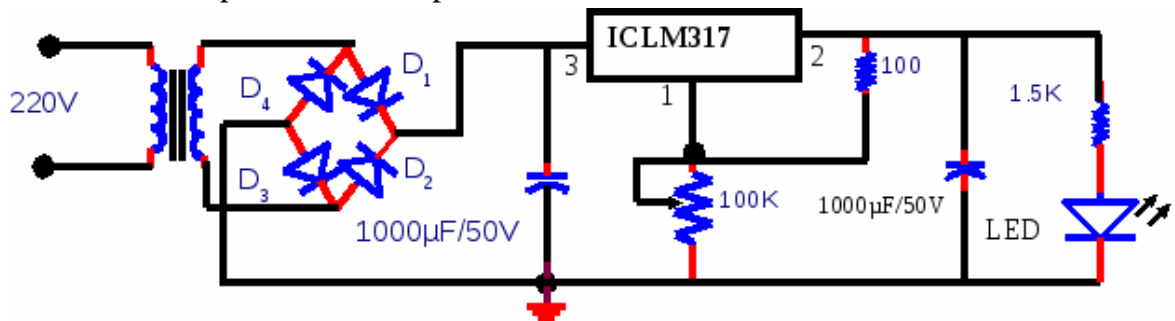 ICLM317
3
2
1
220V
D₄
D₁
D₃
D₂
1000µF/50V
100
100K
1000µF/50V
1.5K
LED